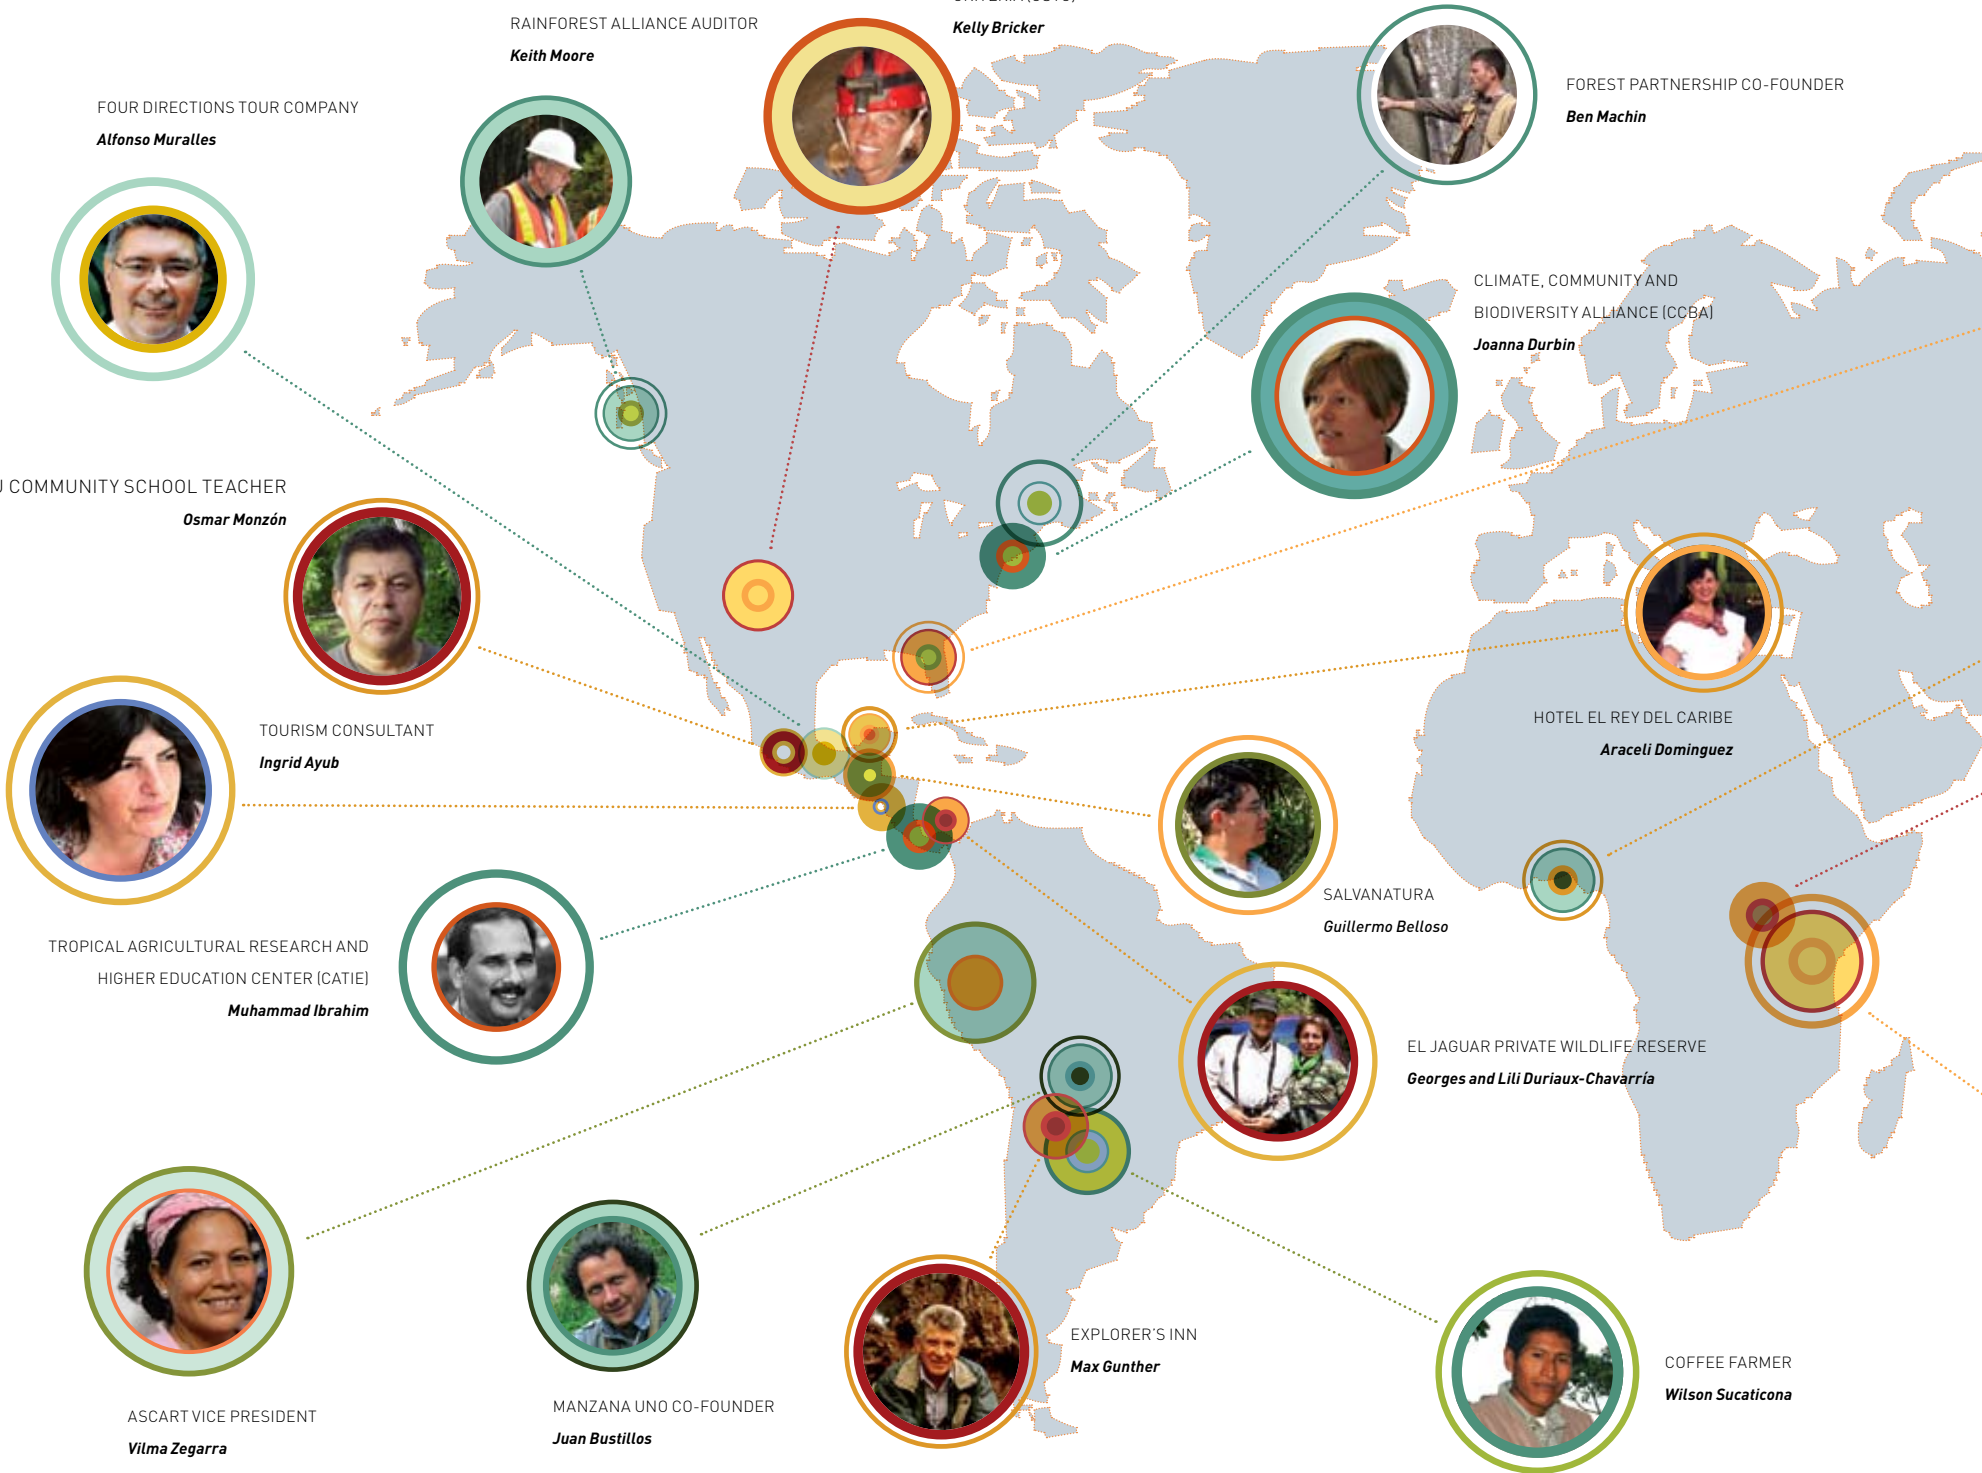 RAINFOREST ALLIANCE AUDITOR
Keith Moore
Kelly Bricker
FOREST PARTNERSHIP CO-FOUNDER
Ben Machin
FOUR DIRECTIONS TOUR COMPANY
Alfonso Muralles
CLIMATE, COMMUNITY AND
BIODIVERSITY ALLIANCE (CCBA)
Joanna Durbin
COMMUNITY SCHOOL TEACHER
Osmar Monzón
TOURISM CONSULTANT
Ingrid Ayub
HOTEL EL REY DEL CARIBE
Araceli Dominguez
SALVANATURA
Guillermo Belloso
TROPICAL AGRICULTURAL RESEARCH AND
HIGHER EDUCATION CENTER (CATIE)
Muhammad Ibrahim
EL JAGUAR PRIVATE WILDLIFE RESERVE
Georges and Lili Duriaux-Chavarría
EXPLORER'S INN
Max Gunther
COFFEE FARMER
Wilson Sucaticona
MANZANA UNO CO-FOUNDER
Juan Bustillos
ASCART VICE PRESIDENT
Vilma Zegarra